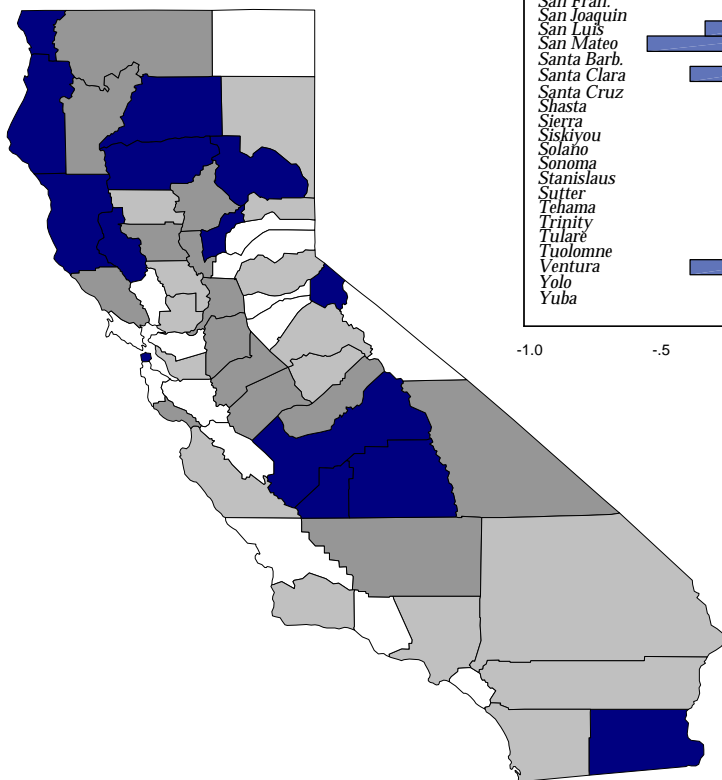 San Fran.
San Joaquin
San Luis
San Mateo
Santa Barb.
Santa Clara
Santa Cruz
Shasta
Sierra
Siskiyou
Solano
Sonoma
Stanislaus
Sutter
Tehama
Trinity
Tulare
Tuolomne
Ventura
Yolo
Yuba
-1.0 -.5